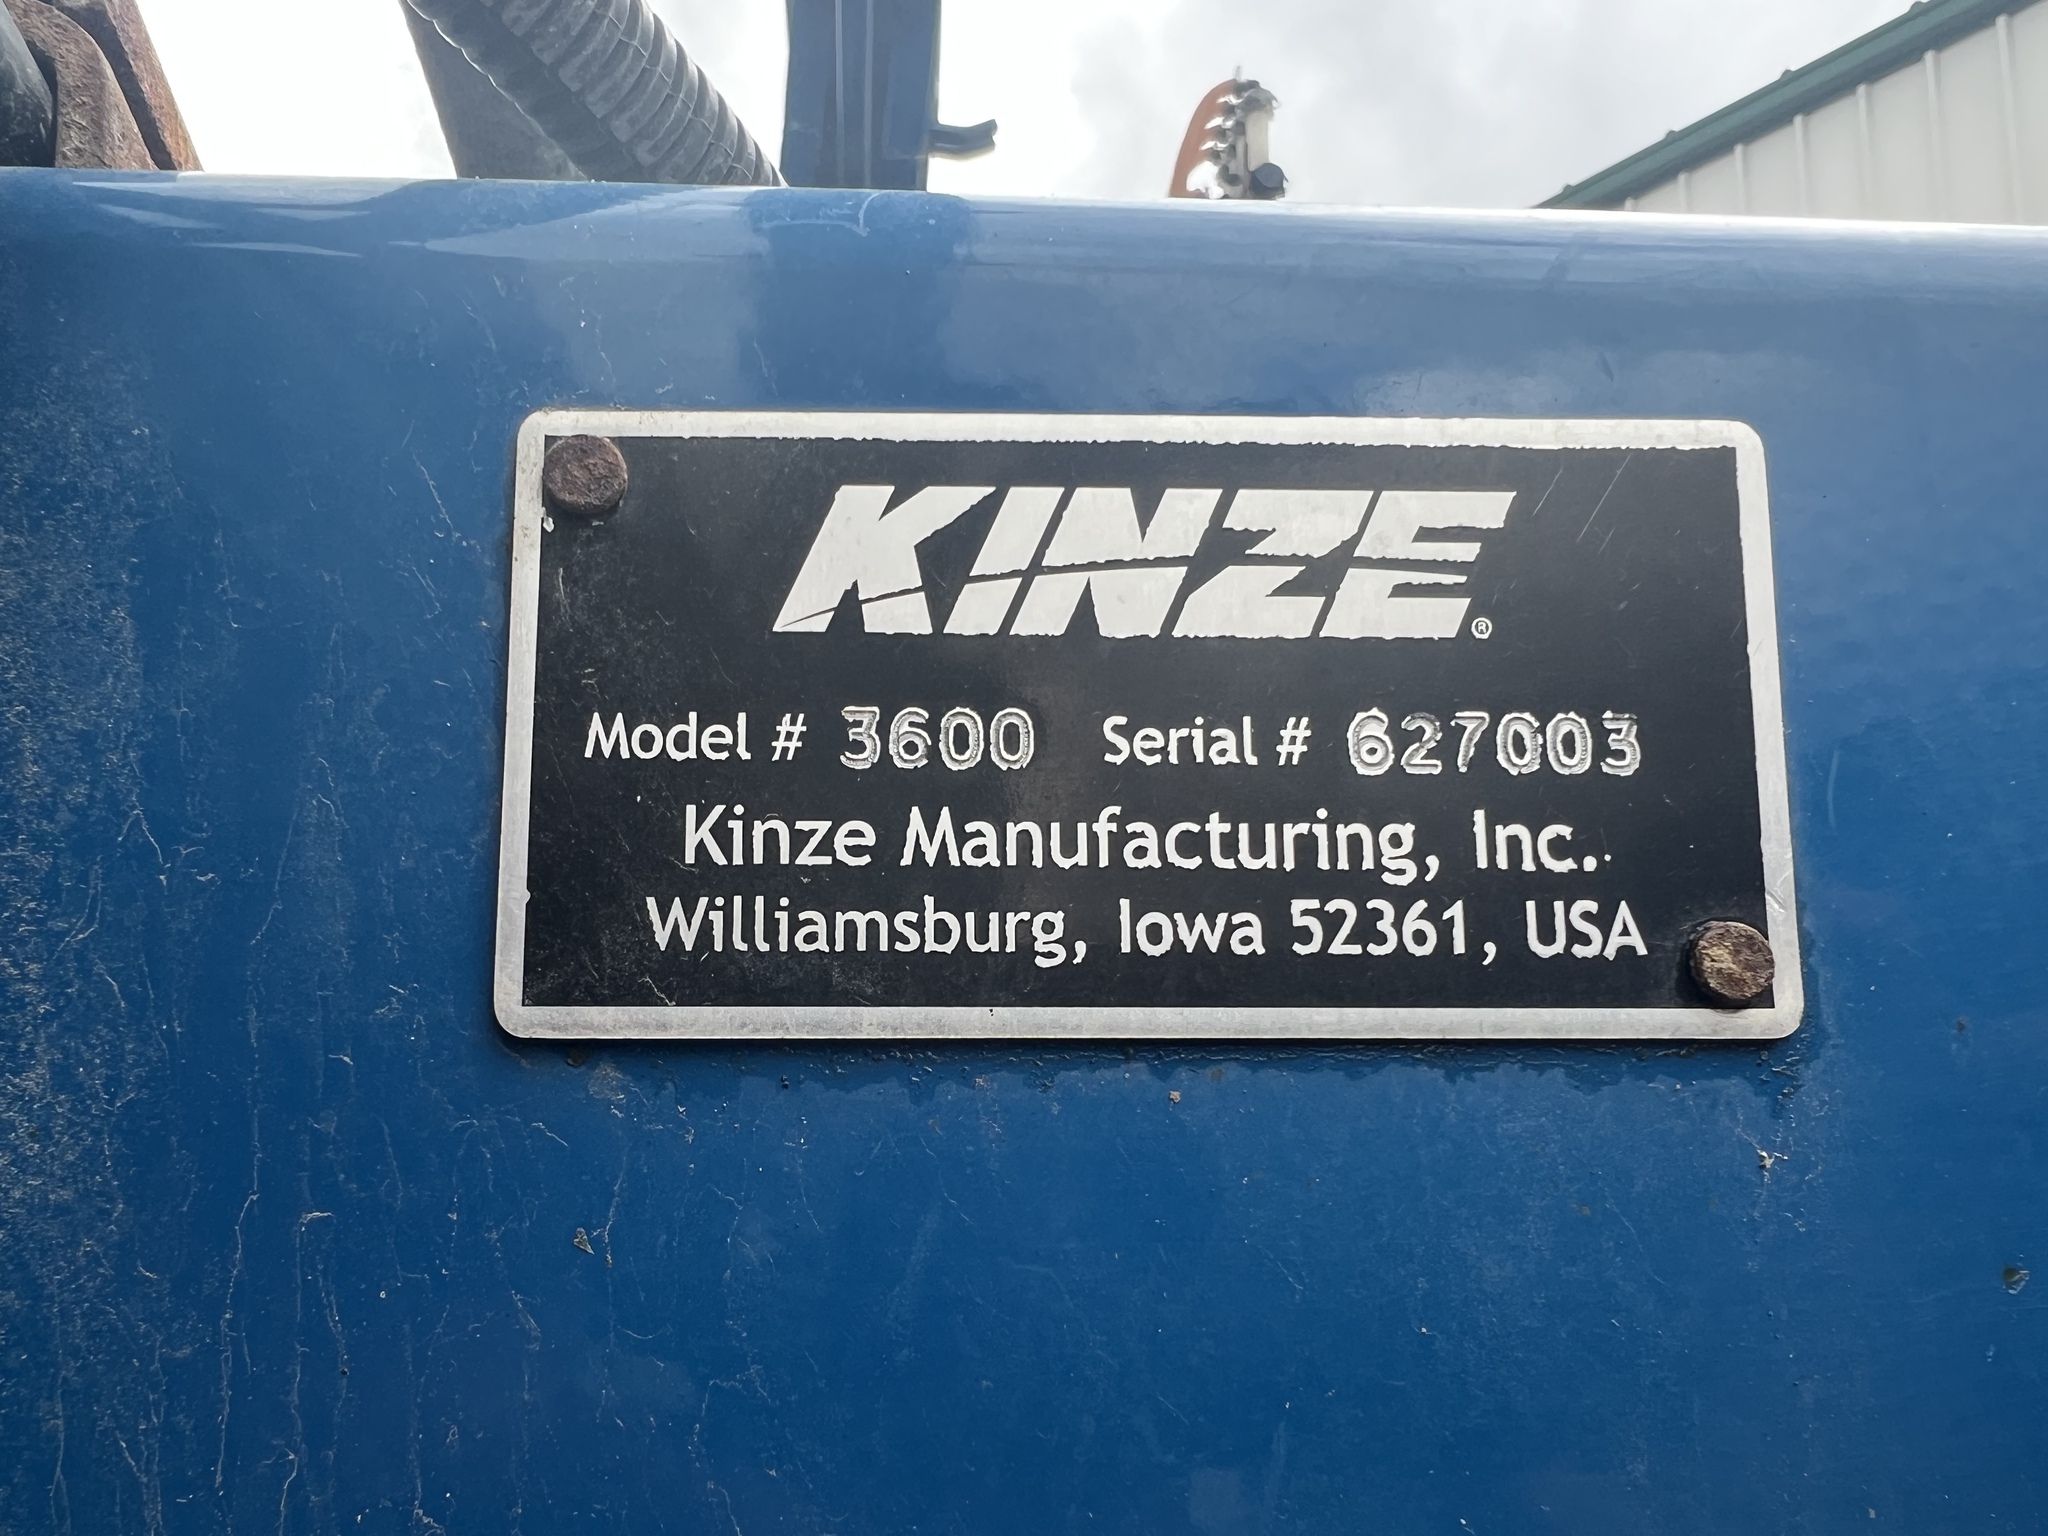 KINZE®
Model # 3600 Serial # 627003
Kinze Manufacturing, Inc.
Williamsburg, Iowa 52361, USA